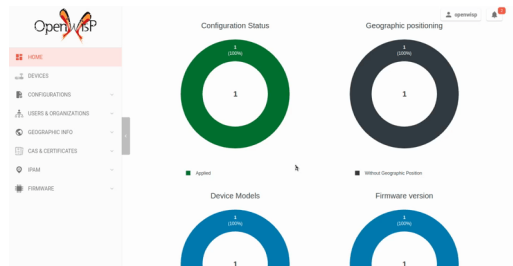 OpenWISP
openwisp
HOME
DEVICES
CONFIGURATIONS
USERS & ORGANIZATIONS
GEOGRAPHIC INFO
CAS & CERTIFICATES
IPAM
FIRMWARE
Configuration Status
1
(100%)
1
Applied
Geographic positioning
1
(100%)
1
Without Geographic Position
Device Models
1
(100%)
1
Firmware version
1
(100%)
1